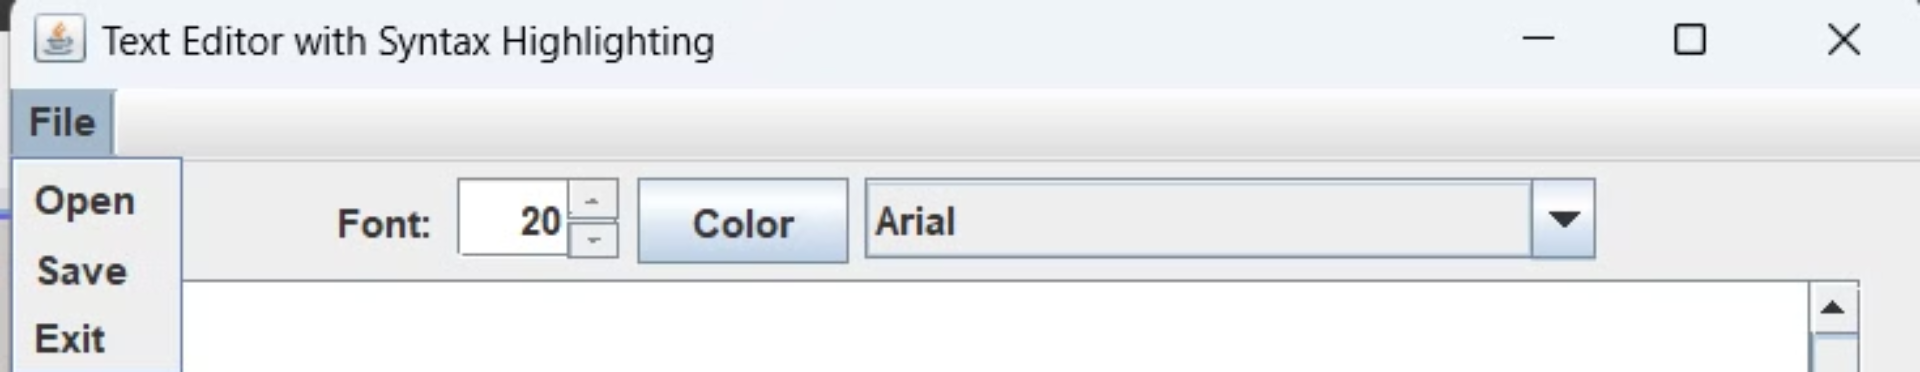 Text Editor with Syntax Highlighting
File
Open
Font: 20 Color Arial
Save
Exit